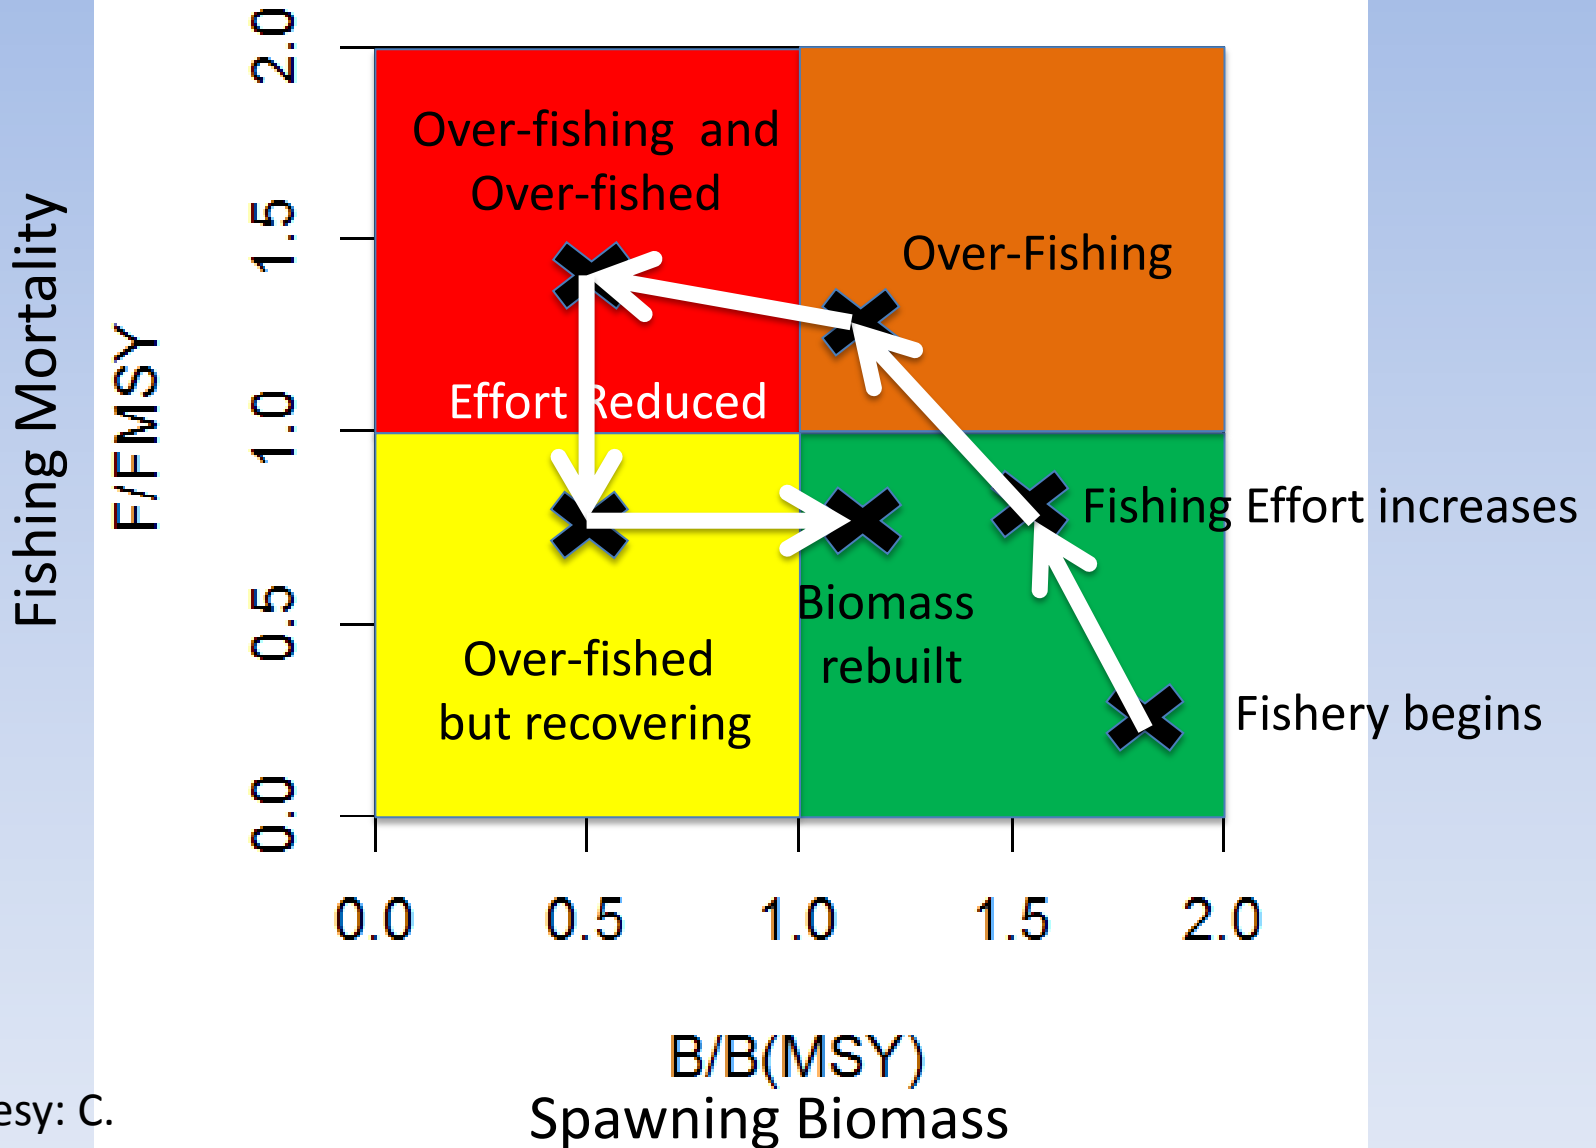 Fishing Mortality
F/FMSY
2.0
1.5
1.0
0.5
0.0
Over-fishing and
Over-fished
Over-Fishing
Effort Reduced
Fishing Effort increases
Biomass
rebuilt
Over-fished
but recovering
Fishery begins
0.0 0.5 1.0 1.5 2.0
B/B(MSY)
Spawning Biomass
esy: C.